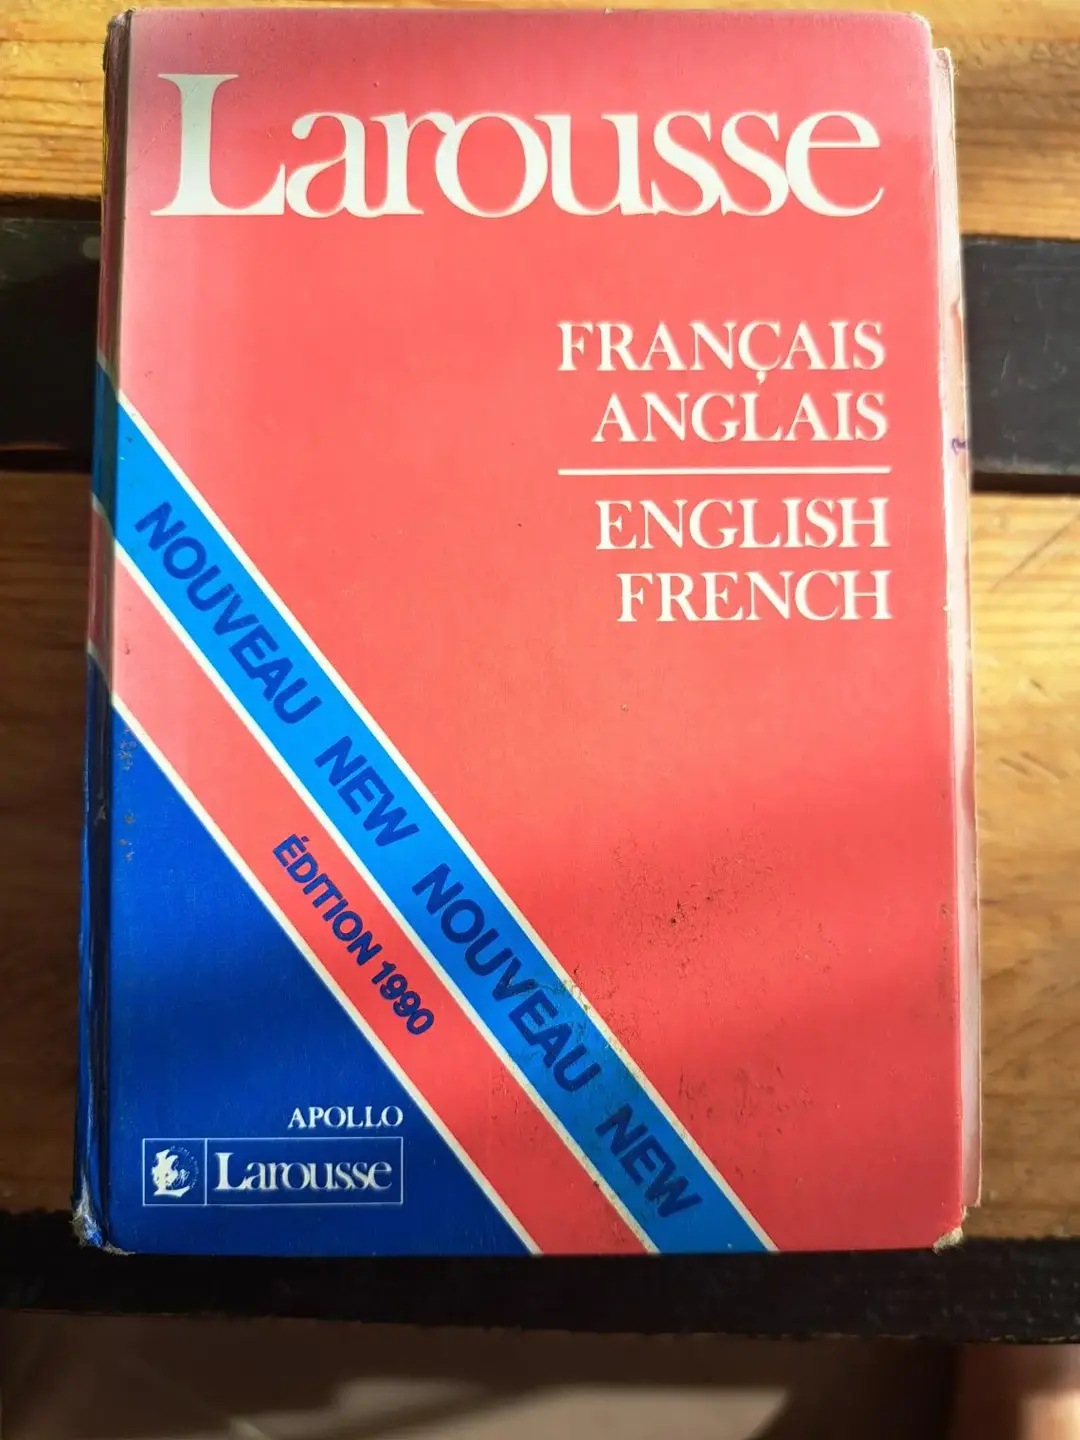 Larousse
FRANÇAIS
ANGLAIS
ENGLISH
FRENCH
NOUVEAU NEW NOUVEAU NEW
ÉDITION 1990
APOLLO
Larousse